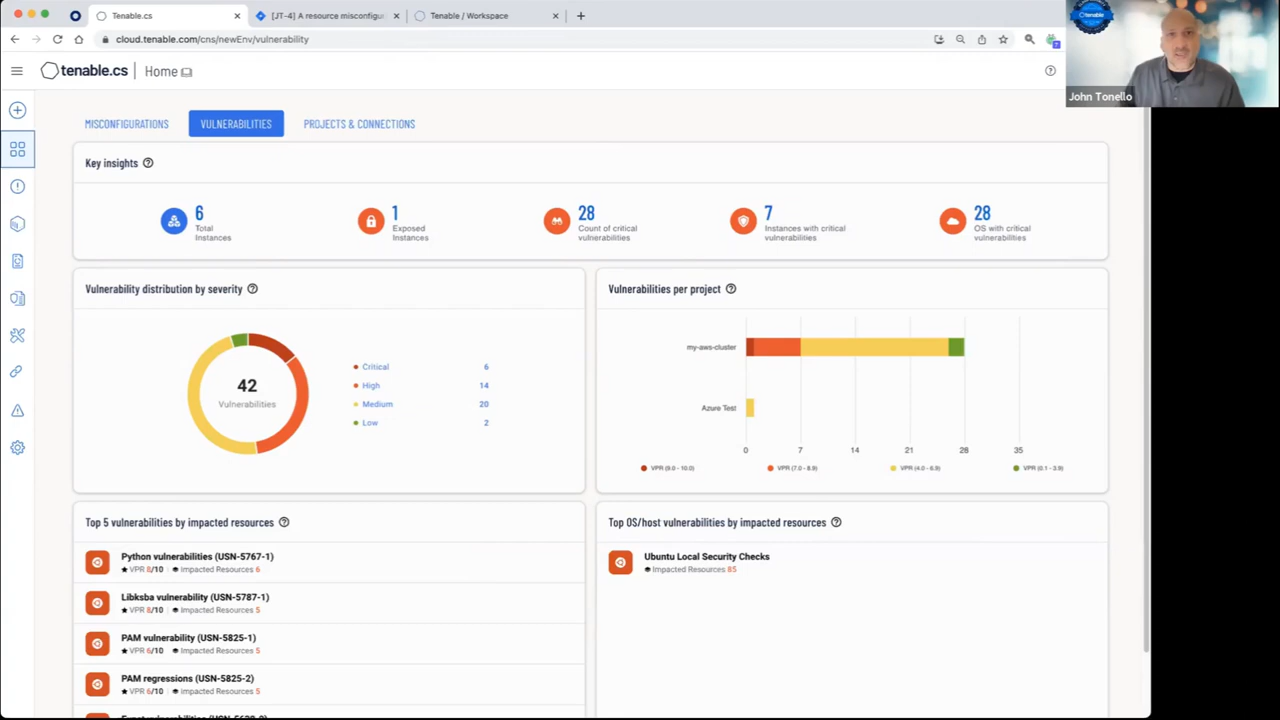 Tenable.cs
[JT-4] A resource misconfigu
Tenable / Workspace
cloud.tenable.com/cns/newEnv/vulnerability
tenable.cs
Home
Tenable
John Tonello
MISCONFIGURATIONS
VULNERABILITIES
PROJECTS & CONNECTIONS
Key insights
6
Total
Instances
1
Exposed
Instances
28
Count of critical
vulnerabilities
7
Instances with critical
vulnerabilities
28
OS with critical
vulnerabilities
Vulnerability distribution by severity
42
Vulnerabilities
Critical 6
High 14
Medium 20
Low 2
Vulnerabilities per project
my-aws-cluster
Azure Test
0 7 14 21 28 35
VPR (9.0 - 10.0)
VPR (7.0 - 8.9)
VPR (4.0 - 6.9)
VPR (0.1 - 3.9)
Top 5 vulnerabilities by impacted resources
Python vulnerabilities (USN-5767-1)
VPR 8/10 Impacted Resources 6
Libksba vulnerability (USN-5787-1)
VPR 8/10 Impacted Resources 5
PAM vulnerability (USN-5825-1)
VPR 6/10 Impacted Resources 5
PAM regressions (USN-5825-2)
VPR 6/10 Impacted Resources 5
Top OS/host vulnerabilities by impacted resources
Ubuntu Local Security Checks
Impacted Resources 85